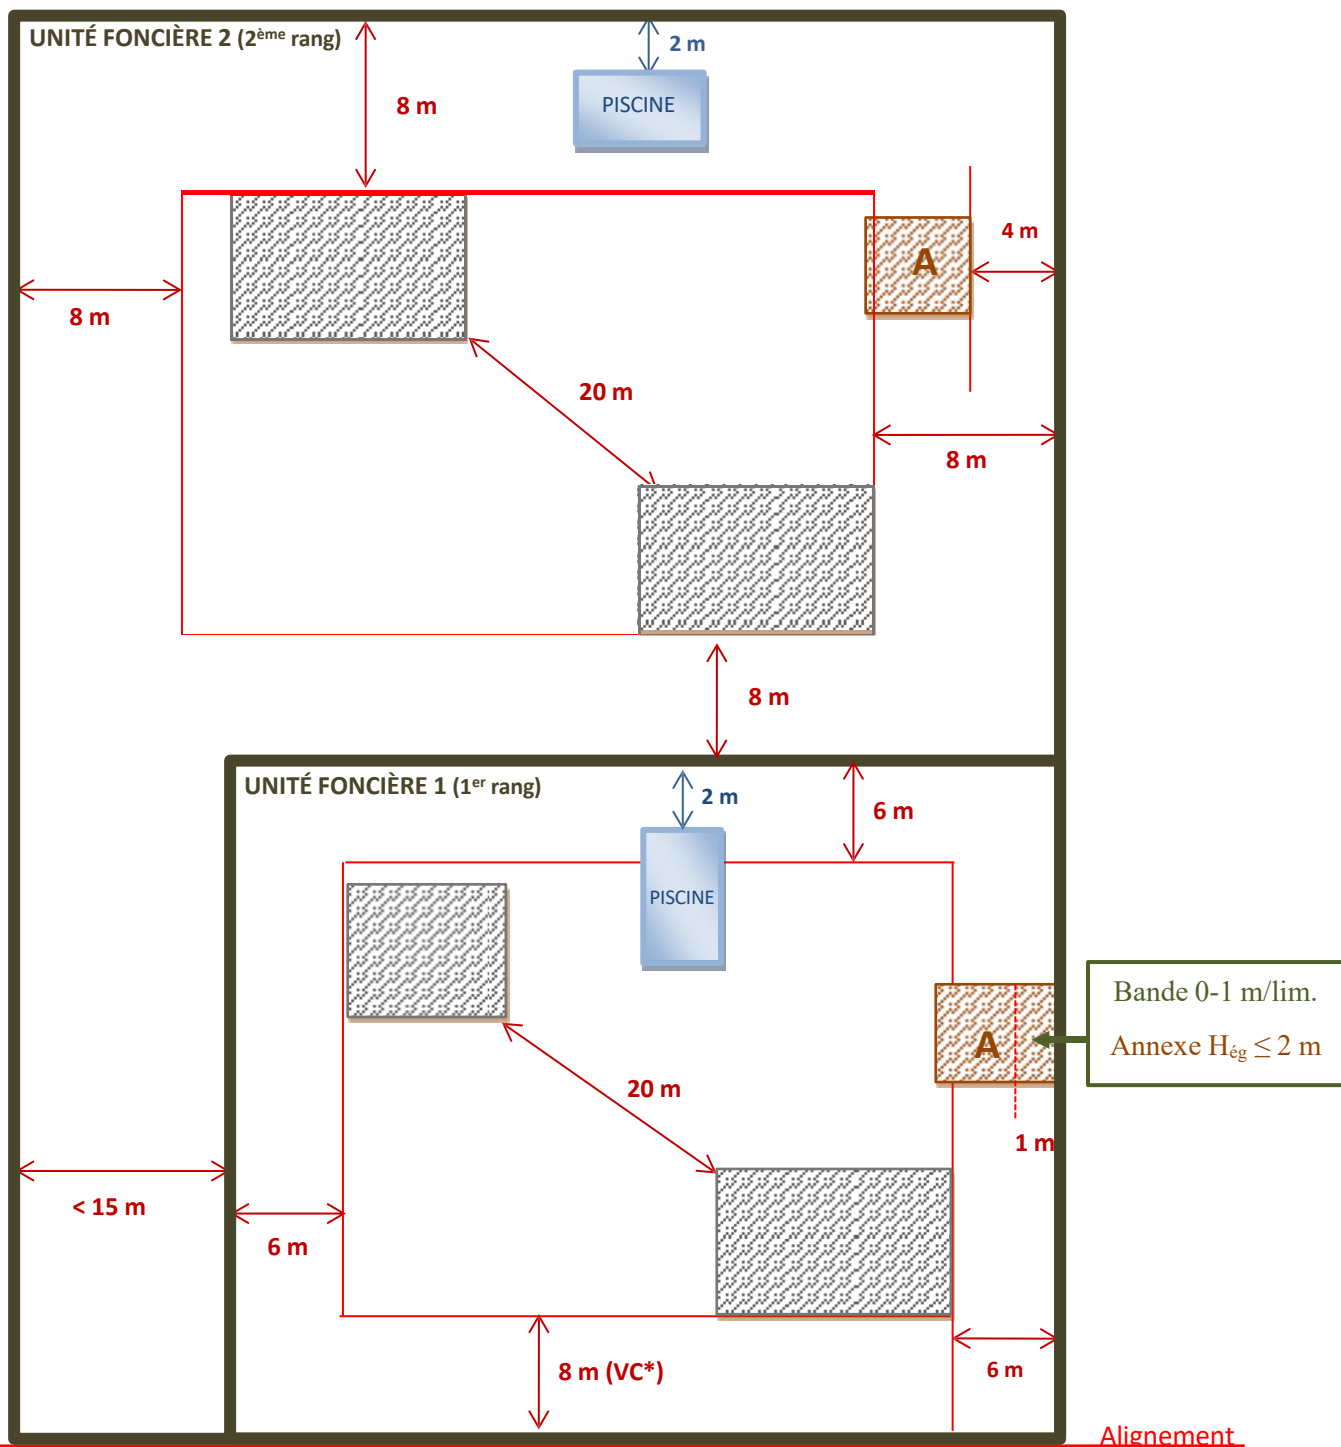 UNITÉ FONCIÈRE 2 (2ème rang)
2 m
8 m
PISCINE
4 m
A
8 m
20 m
8 m
8 m
UNITÉ FONCIÈRE 1 (1er rang)
2 m
6 m
PISCINE
Bande 0-1 m/lim.
Annexe Hég ≤ 2 m
A
20 m
1 m
< 15 m
6 m
8 m (VC*)
6 m
Alignement